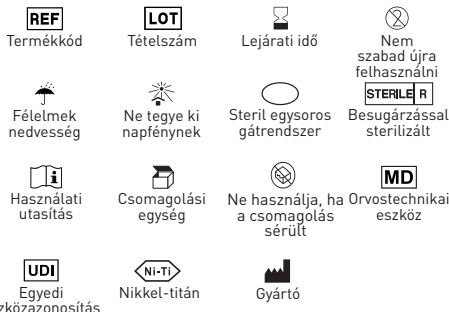 REF
LOT
Termékkód
Tételszám
Lejárati idő
Nem
szabad újra
felhasználni
STERILE R
Félelmek
nedvesség
Ne tegye ki
napfénynek
Steril egysoros
gátrendszer
Besugárzással
sterilizált
MD
Használati
utasítás
Csomagolási
egység
Ne használja, ha
a csomagolás
sérült
Orvostechnikai
eszköz
UDI
Ni-Ti
Egyedi
zközazonosítás
Nikkel-titán
Gyártó